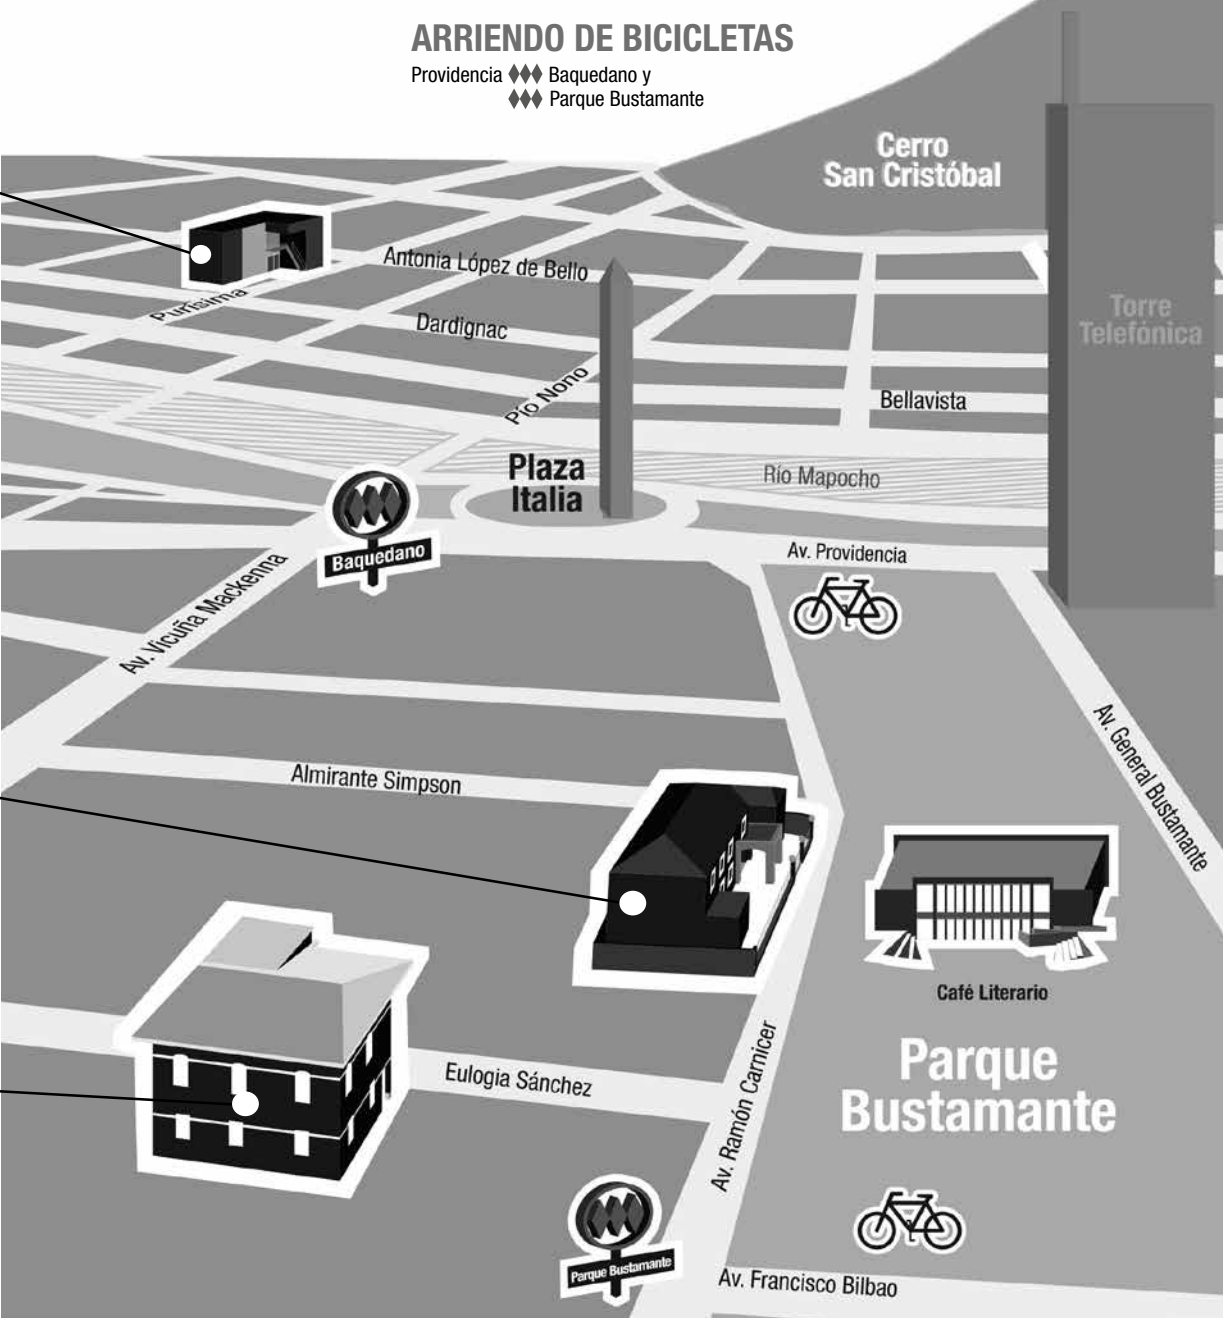 ARRIENDO DE BICICLETAS
Providencia Baquedano y
Parque Bustamante
Cerro
San Cristóbal
Antonia López de Bello
Purísima
Torre
Telefónica
Dardignac
Pío Nono
Bellavista
Plaza
Italia
Río Mapocho
Baquedano
Av. Providencia
Av. Vicuña Mackenna
Av. General Bustamante
Almirante Simpson
Café Literario
Parque
Bustamante
Eulogia Sánchez
Av. Ramón Carnicer
Parque Bustamante
Av. Francisco Bilbao